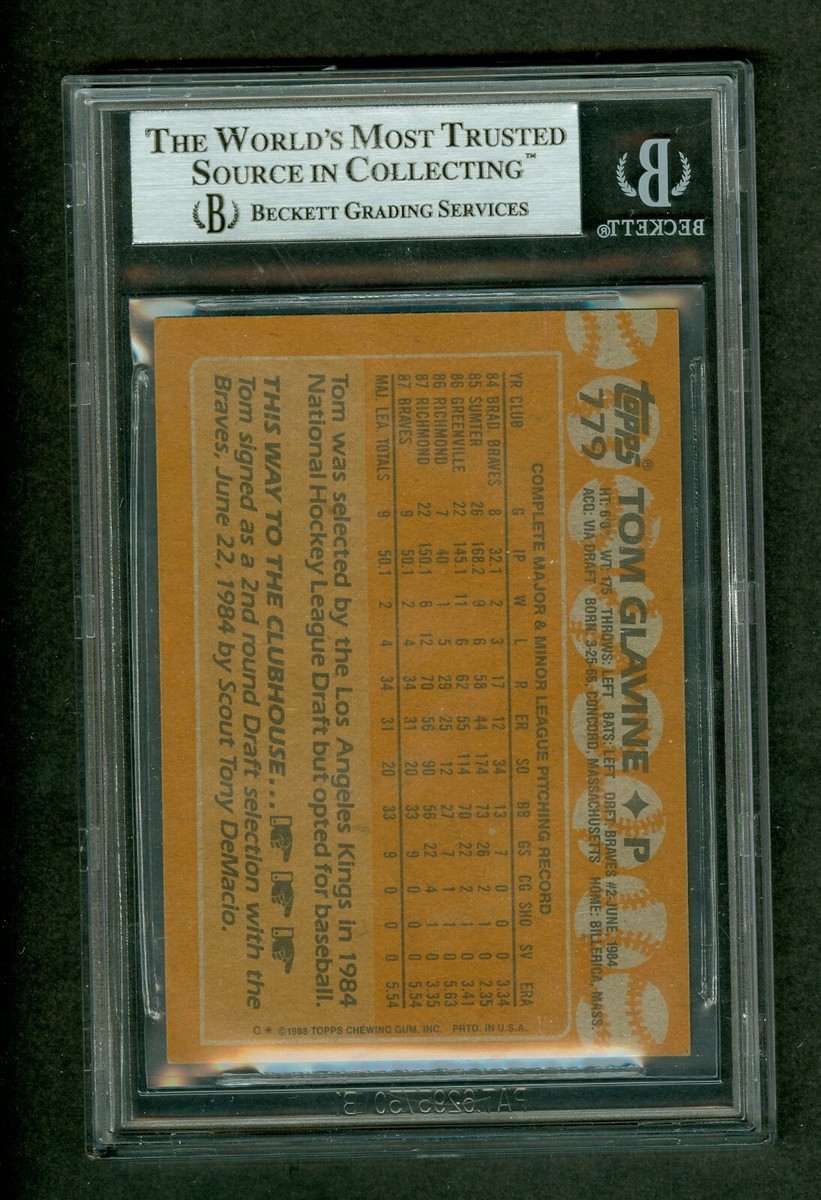 THE WORLD'S MOST TRUSTED
SOURCE IN COLLECTING™
B BECKETT GRADING SERVICES
B
BECKETT®
topps®
779
TOM GLAVINE P
HT: 6'0" WT: 175 THROWS: LEFT BATS: LEFT DRFT: BRAVES #2-JUNE, 1984
ACQ: VIA DRAFT BORN: 3-25-66, CONCORD, MASSACHUSETTS HOME: BILLERICA, MASS.
COMPLETE MAJOR & MINOR LEAGUE PITCHING RECORD
YR CLUB G IP W L R ER SO BB GS CG SHO SV ERA
84 BRAD. BRAVES 8 32.1 2 3 17 12 34 13 7 0 0 0 3.34
85 SUMTER 26 168.2 9 6 58 44 174 73 26 2 1 0 2.35
86 GREENVILLE 22 145.1 11 6 62 55 114 70 22 2 1 0 3.41
86 RICHMOND 7 40 1 5 29 25 12 27 7 1 1 0 5.63
87 RICHMOND 22 150.1 6 12 70 56 90 56 22 4 1 0 3.35
87 BRAVES 9 50.1 2 4 34 31 20 33 9 0 0 0 5.54
MAJ. LEA. TOTALS 9 50.1 2 4 34 31 20 33 9 0 0 0 5.54
Tom was selected by the Los Angeles Kings in 1984
National Hockey League Draft but opted for baseball.
THIS WAY TO THE CLUBHOUSE...
Tom signed as a 2nd round Draft selection with the
Braves, June 22, 1984 by Scout Tony DeMacio.
C * ©1988 TOPPS CHEWING GUM, INC. PRTD. IN U.S.A.